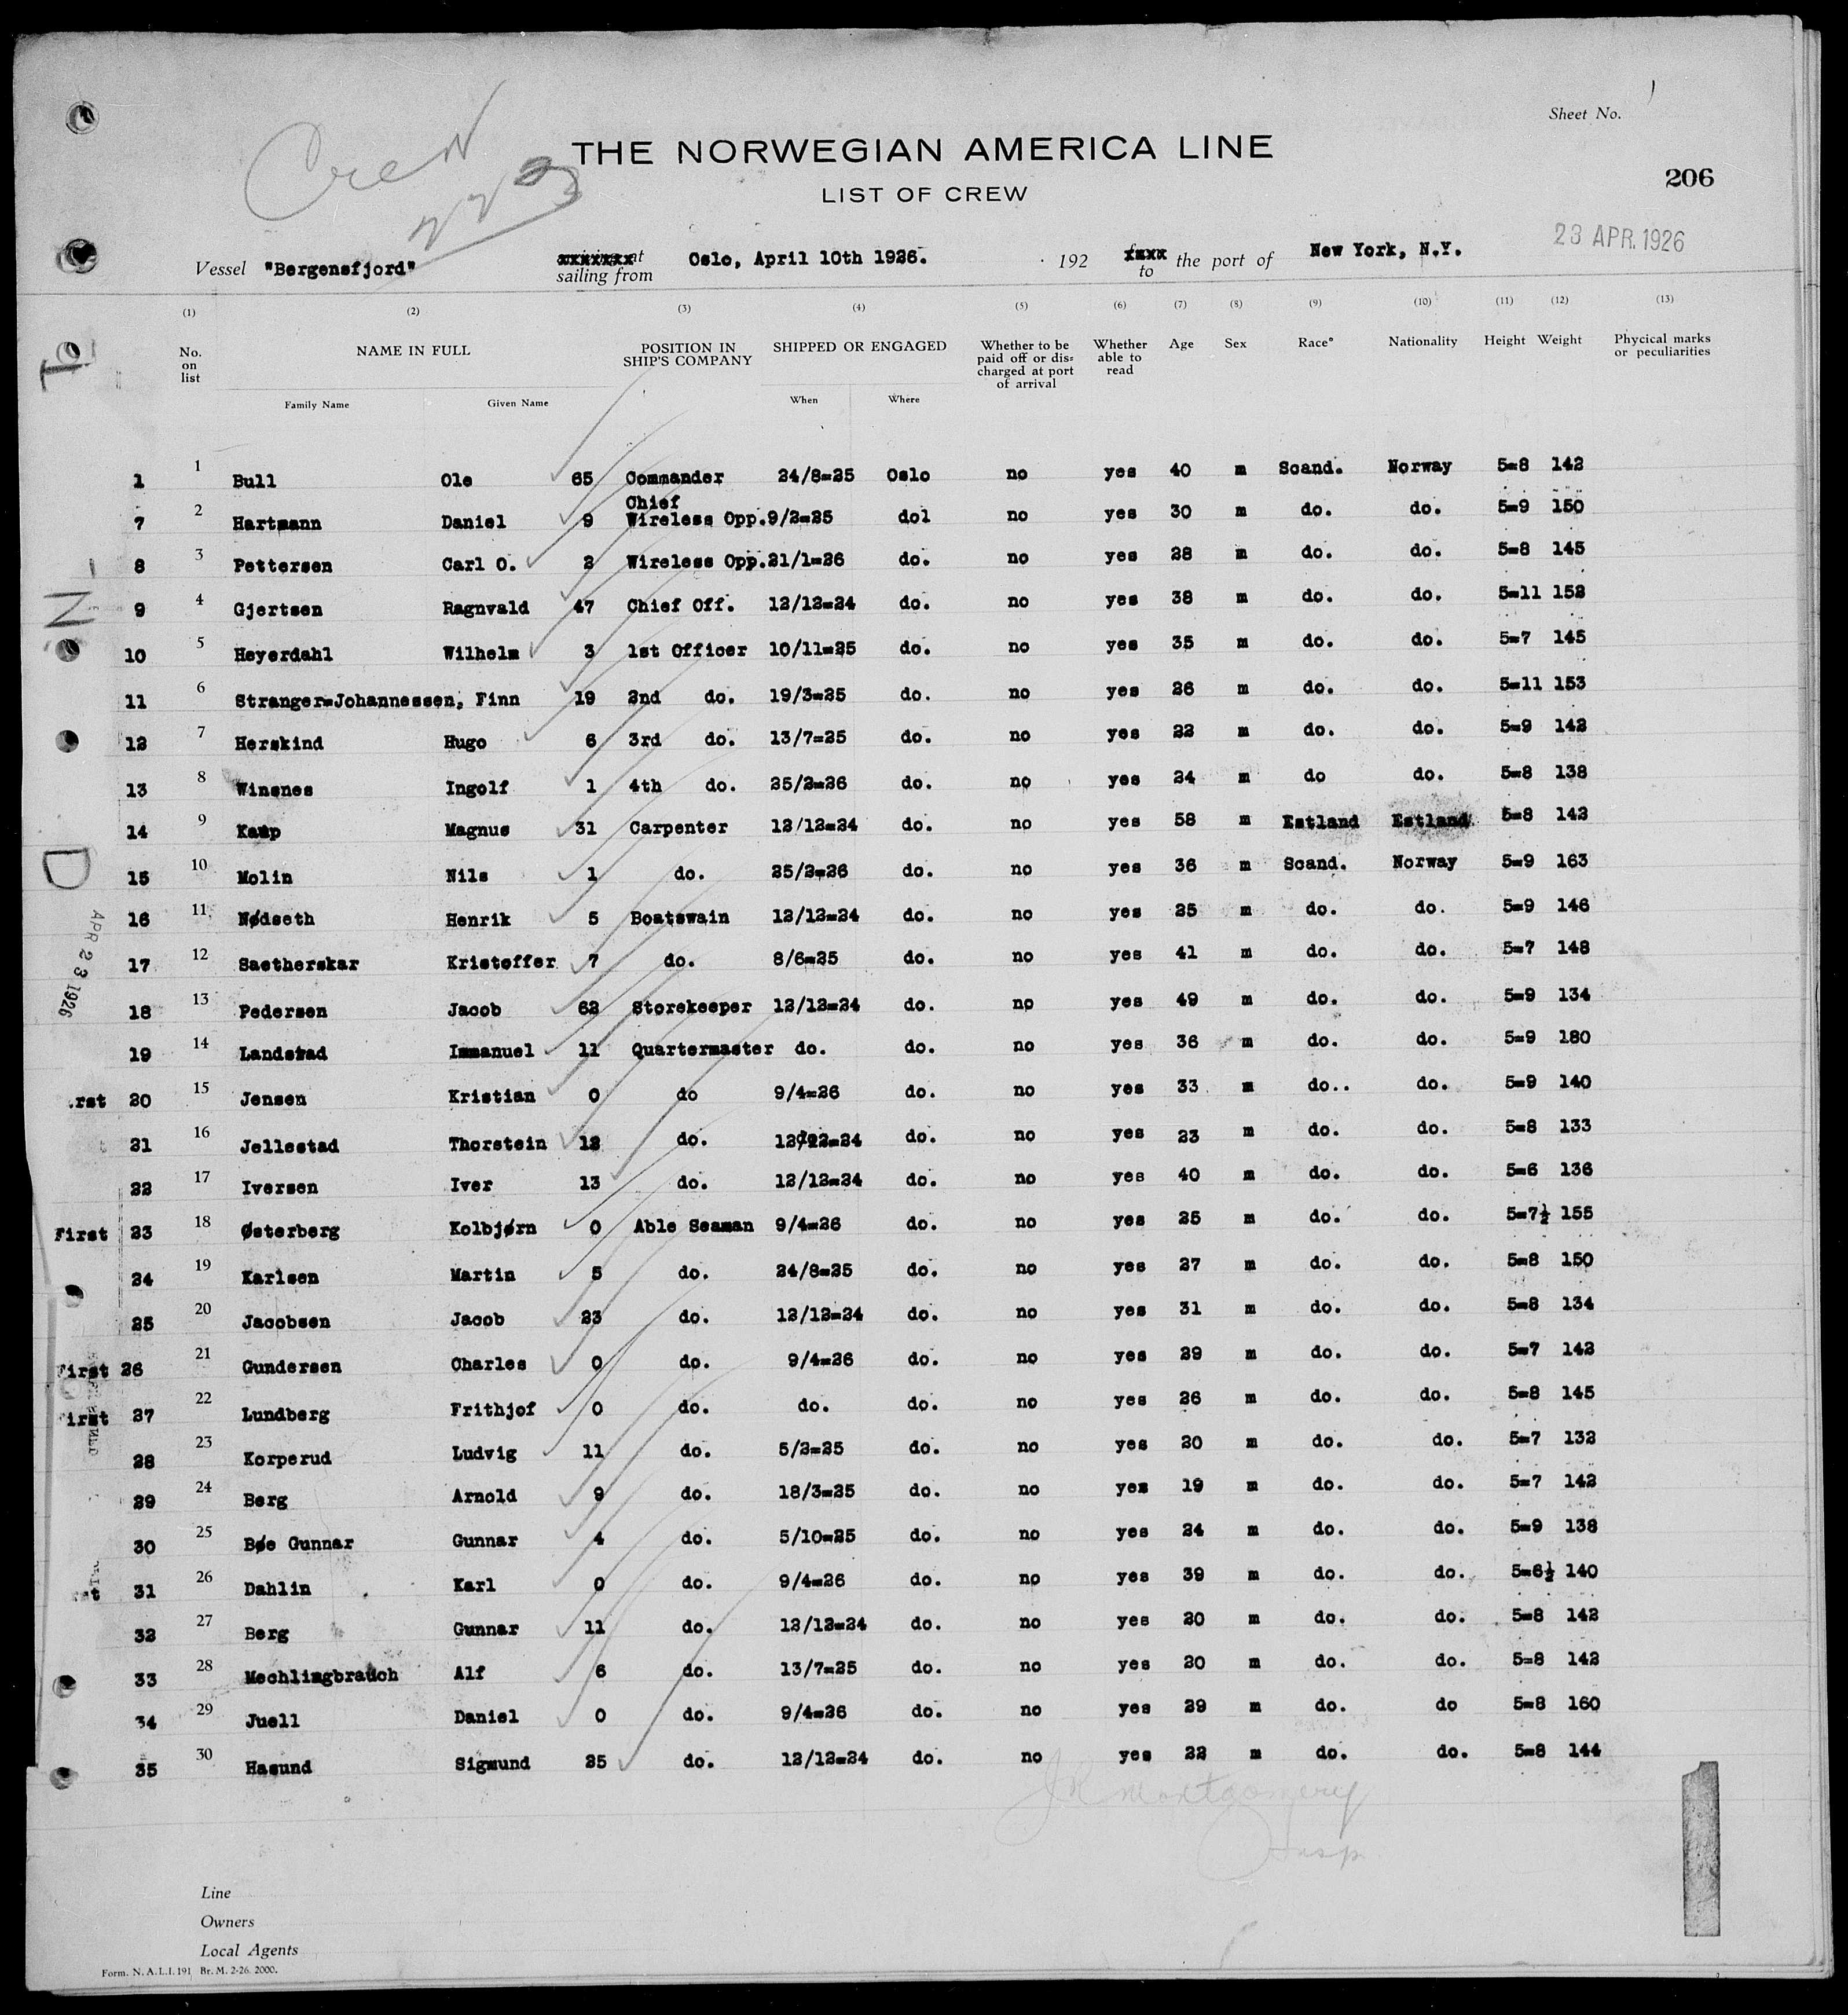 Crew
223
Sheet No. 1
THE NORWEGIAN AMERICA LINE
206
LIST OF CREW
23 APR. 1926
Vessel "Bergensfjord" xxxxxxxx at sailing from Oslo, April 10th 1926. 192 xxxx to the port of New York, N.Y.
(1) (2) (3) (4) (5) (6) (7) (8) (9) (10) (11) (12) (13)
No. on list NAME IN FULL POSITION IN SHIP'S COMPANY SHIPPED OR ENGAGED Whether to be paid off or discharged at port of arrival Whether able to read Age Sex Race* Nationality Height Weight Phycical marks or peculiarities
Family Name Given Name When Where
1 1 Bull Ole 65 Commander 24/8=25 Oslo no yes 40 m Scand. Norway 5=8 142
7 2 Hartmann Daniel 9 Chief Wireless Opp. 9/2=25 dol no yes 30 m do. do. 5=9 150
8 3 Pettersen Carl O. 2 Wireless Opp. 21/1=26 do. no yes 28 m do. do. 5=8 145
9 4 Gjertsen Ragnvald 47 Chief Off. 12/12=24 do. no yes 38 m do. do. 5=11 152
10 5 Heyerdahl Wilhelm 3 1st Officer 10/11=25 do. no yes 35 m do. do. 5=7 145
11 6 Stranger=Johannessen, Finn 19 2nd do. 19/3=25 do. no yes 26 m do. do. 5=11 153
12 7 Herskind Hugo 6 3rd do. 13/7=25 do. no yes 22 m do. do. 5=9 142
13 8 Winsnes Ingolf 1 4th do. 25/2=26 do. no yes 24 m do do. 5=8 138
14 9 Kamp Magnus 31 Carpenter 12/12=24 do. no yes 58 m Estland Estland 5=8 142
15 10 Molin Nils 1 do. 25/2=26 do. no yes 36 m Scand. Norway 5=9 163
16 11 Nødseth Henrik 5 Boatswain 12/12=24 do. no yes 25 m do. do. 5=9 146
17 12 Saetherskar Kristoffer 7 do. 8/6=25 do. no yes 41 m do. do. 5=7 148
18 13 Pedersen Jacob 62 Storekeeper 12/12=24 do. no yes 49 m do. do. 5=9 134
19 14 Landstad Immanuel 11 Quartermaster do. do. no yes 36 m do. do. 5=9 180
rst 20 15 Jensen Kristian 0 do 9/4=26 do. no yes 33 m do.. do. 5=9 140
21 16 Jellestad Thorstein 12 do. 12/12=24 do. no yes 23 m do. do. 5=8 133
22 17 Iversen Iver 13 do. 12/12=24 do. no yes 40 m do. do. 5=6 136
First 23 18 Østerberg Kolbjørn 0 Able Seaman 9/4=26 do. no yes 25 m do. do. 5=7½ 155
24 19 Karlsen Martin 5 do. 24/8=25 do. no yes 27 m do. do. 5=8 150
25 20 Jacobsen Jacob 23 do. 12/12=24 do. no yes 31 m do. do. 5=8 134
First 26 21 Gundersen Charles 0 do. 9/4=26 do. no yes 29 m do. do. 5=7 142
First 27 22 Lundberg Frithjof 0 do. do. do. no yes 26 m do. do. 5=8 145
28 23 Korperud Ludvig 11 do. 5/2=25 do. no yes 20 m do. do. 5=7 132
29 24 Berg Arnold 9 do. 18/3=25 do. no yes 19 m do. do. 5=7 142
30 25 Bøe Gunnar Gunnar 4 do. 5/10=25 do. no yes 24 m do. do. 5=9 138
st 31 26 Dahlin Karl 0 do. 9/4=26 do. no yes 39 m do. do. 5=6½ 140
32 27 Berg Gunnar 11 do. 12/12=24 do. no yes 20 m do. do. 5=8 142
33 28 Mechlingbrauch Alf 6 do. 13/7=25 do. no yes 20 m do. do. 5=8 142
34 29 Juell Daniel 0 do. 9/4=26 do. no yes 29 m do. do 5=8 160
35 30 Hasund Sigmund 25 do. 12/12=24 do. no yes 22 m do. do. 5=8 144
APR 23 1926
J R Montgomery
Insp
Line
Owners
Local Agents
Form. N. A. L. I. 191 Br. M. 2-26. 2000.